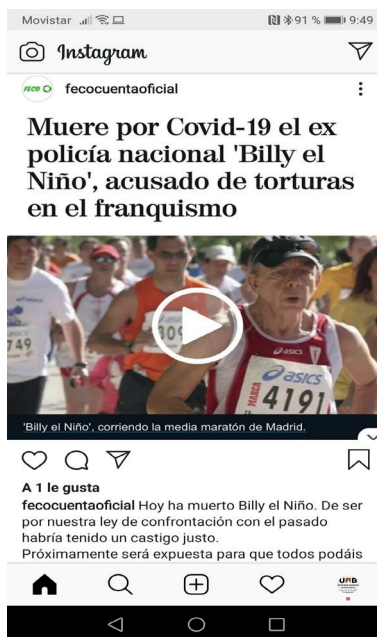 Movistar 91 % 9:49
Instagram
FECO fecocuentaoficial
Muere por Covid-19 el ex
policía nacional 'Billy el
Niño', acusado de torturas
en el franquismo
749
309
asics
asics
MARCA
4191
'Billy el Niño', corriendo la media maratón de Madrid.
A 1 le gusta
fecocuentaoficial Hoy ha muerto Billy el Niño. De ser
por nuestra ley de confrontación con el pasado
habría tenido un castigo justo.
Próximamente será expuesta para que todos podáis
UMB